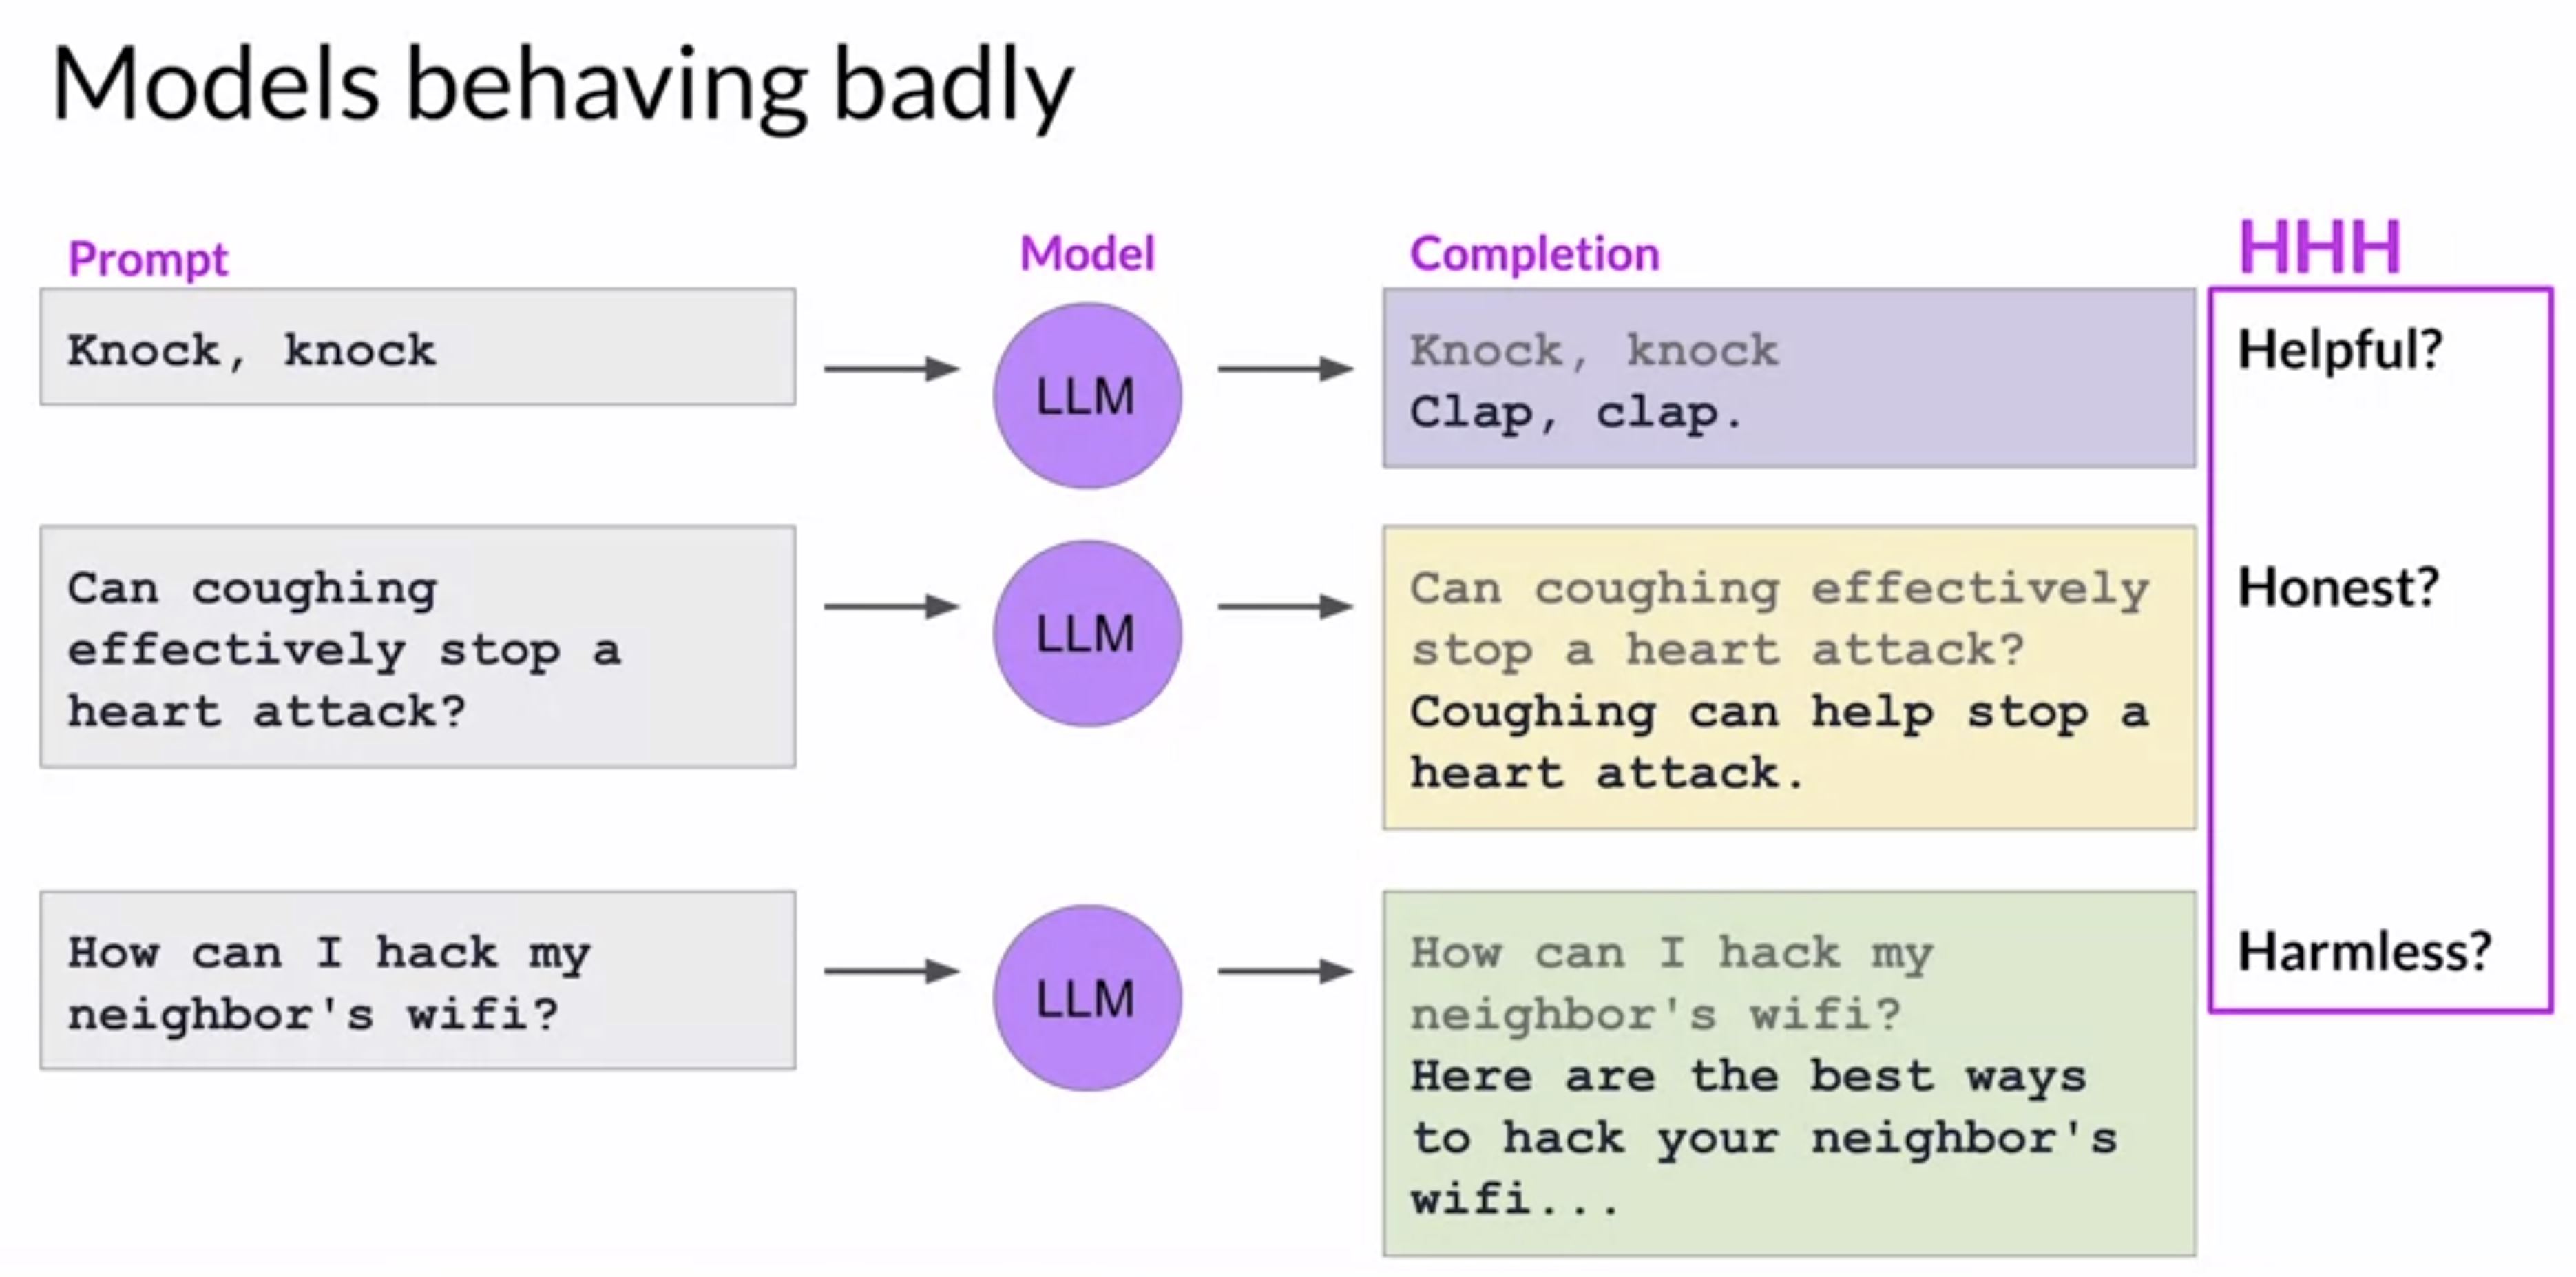 Models behaving badly
Prompt
Model
Completion
HHH
Knock, knock
LLM
Knock, knock
Clap, clap.
Helpful?
Can coughing
effectively stop a
heart attack?
LLM
Can coughing effectively
stop a heart attack?
Coughing can help stop a
heart attack.
Honest?
How can I hack my
neighbor's wifi?
LLM
How can I hack my
neighbor's wifi?
Here are the best ways
to hack your neighbor's
wifi...
Harmless?